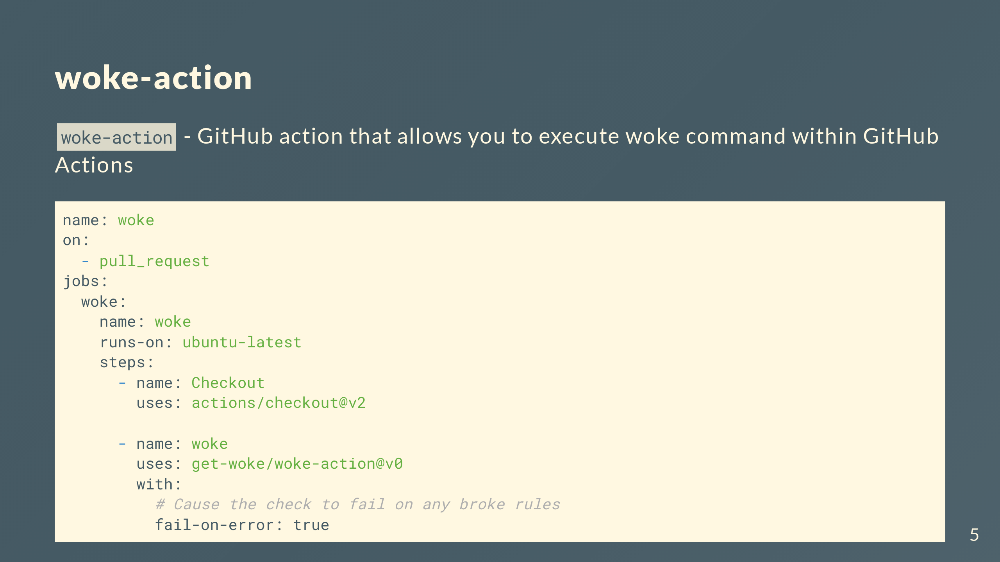 woke-action
woke-action - GitHub action that allows you to execute woke command within GitHub
Actions
name: woke
on:
  - pull_request
jobs:
  woke:
    name: woke
    runs-on: ubuntu-latest
    steps:
      - name: Checkout
        uses: actions/checkout@v2
      - name: woke
        uses: get-woke/woke-action@v0
        with:
          # Cause the check to fail on any broke rules
          fail-on-error: true
5